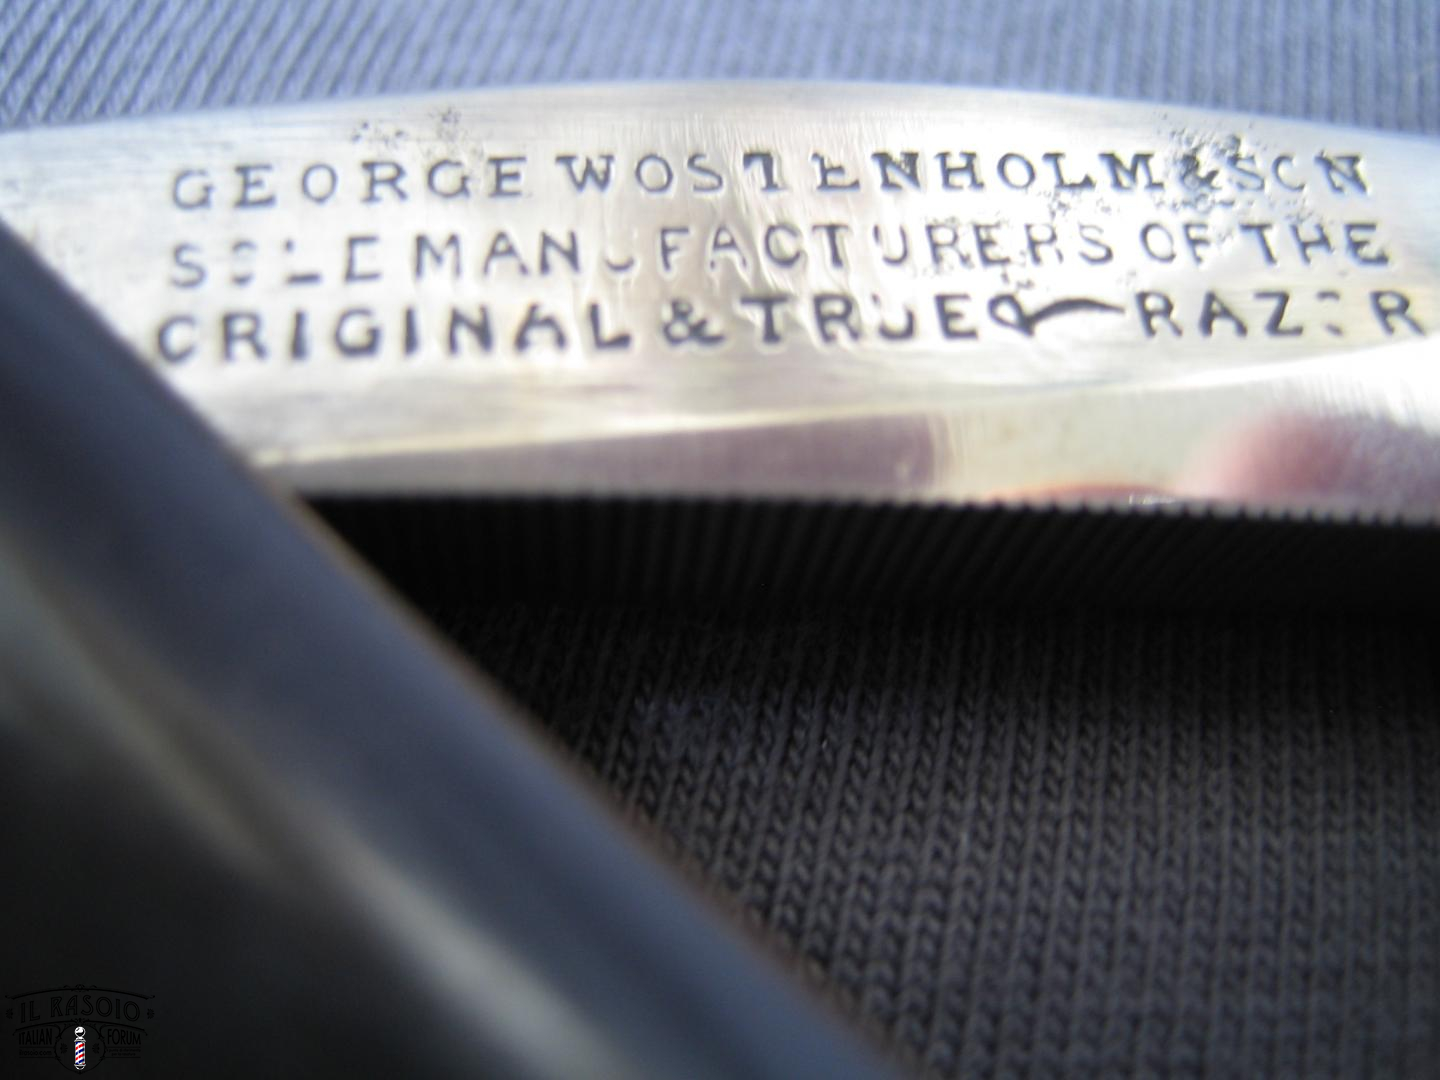 GEORGE WOSTENHOLM & SON
SOLE MANUFACTURERS OF THE
ORIGINAL & TRUE RAZOR
IL RASOIO
ITALIAN FORUM